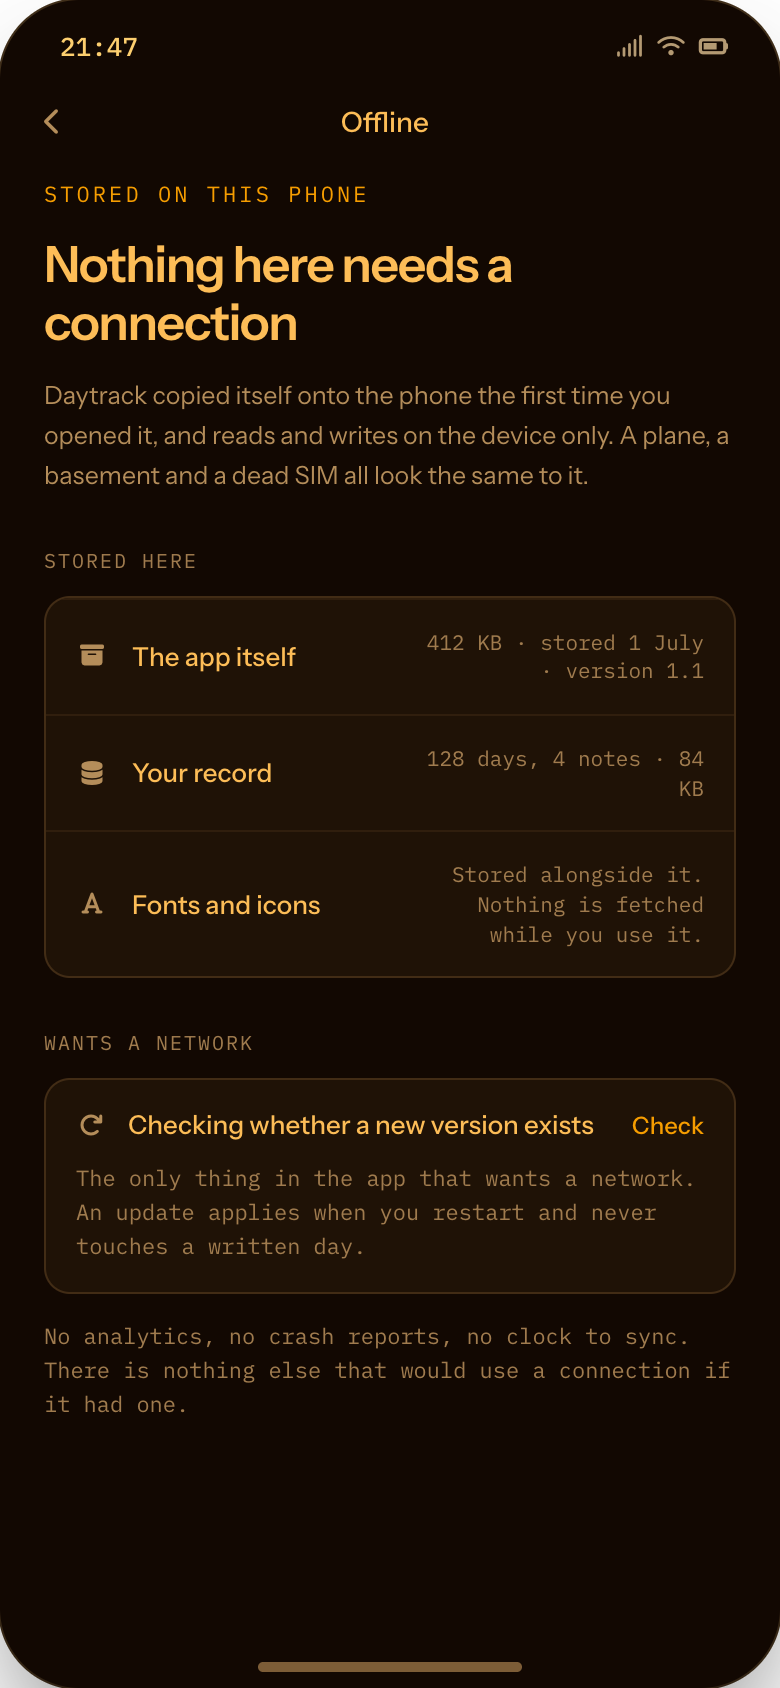 21:47
Offline
STORED ON THIS PHONE
Nothing here needs a
connection
Daytrack copied itself onto the phone the first time you
opened it, and reads and writes on the device only. A plane, a
basement and a dead SIM all look the same to it.
STORED HERE
The app itself
412 KB · stored 1 July
· version 1.1
Your record
128 days, 4 notes · 84
KB
Fonts and icons
Stored alongside it.
Nothing is fetched
while you use it.
WANTS A NETWORK
Checking whether a new version exists
Check
The only thing in the app that wants a network.
An update applies when you restart and never
touches a written day.
No analytics, no crash reports, no clock to sync.
There is nothing else that would use a connection if
it had one.